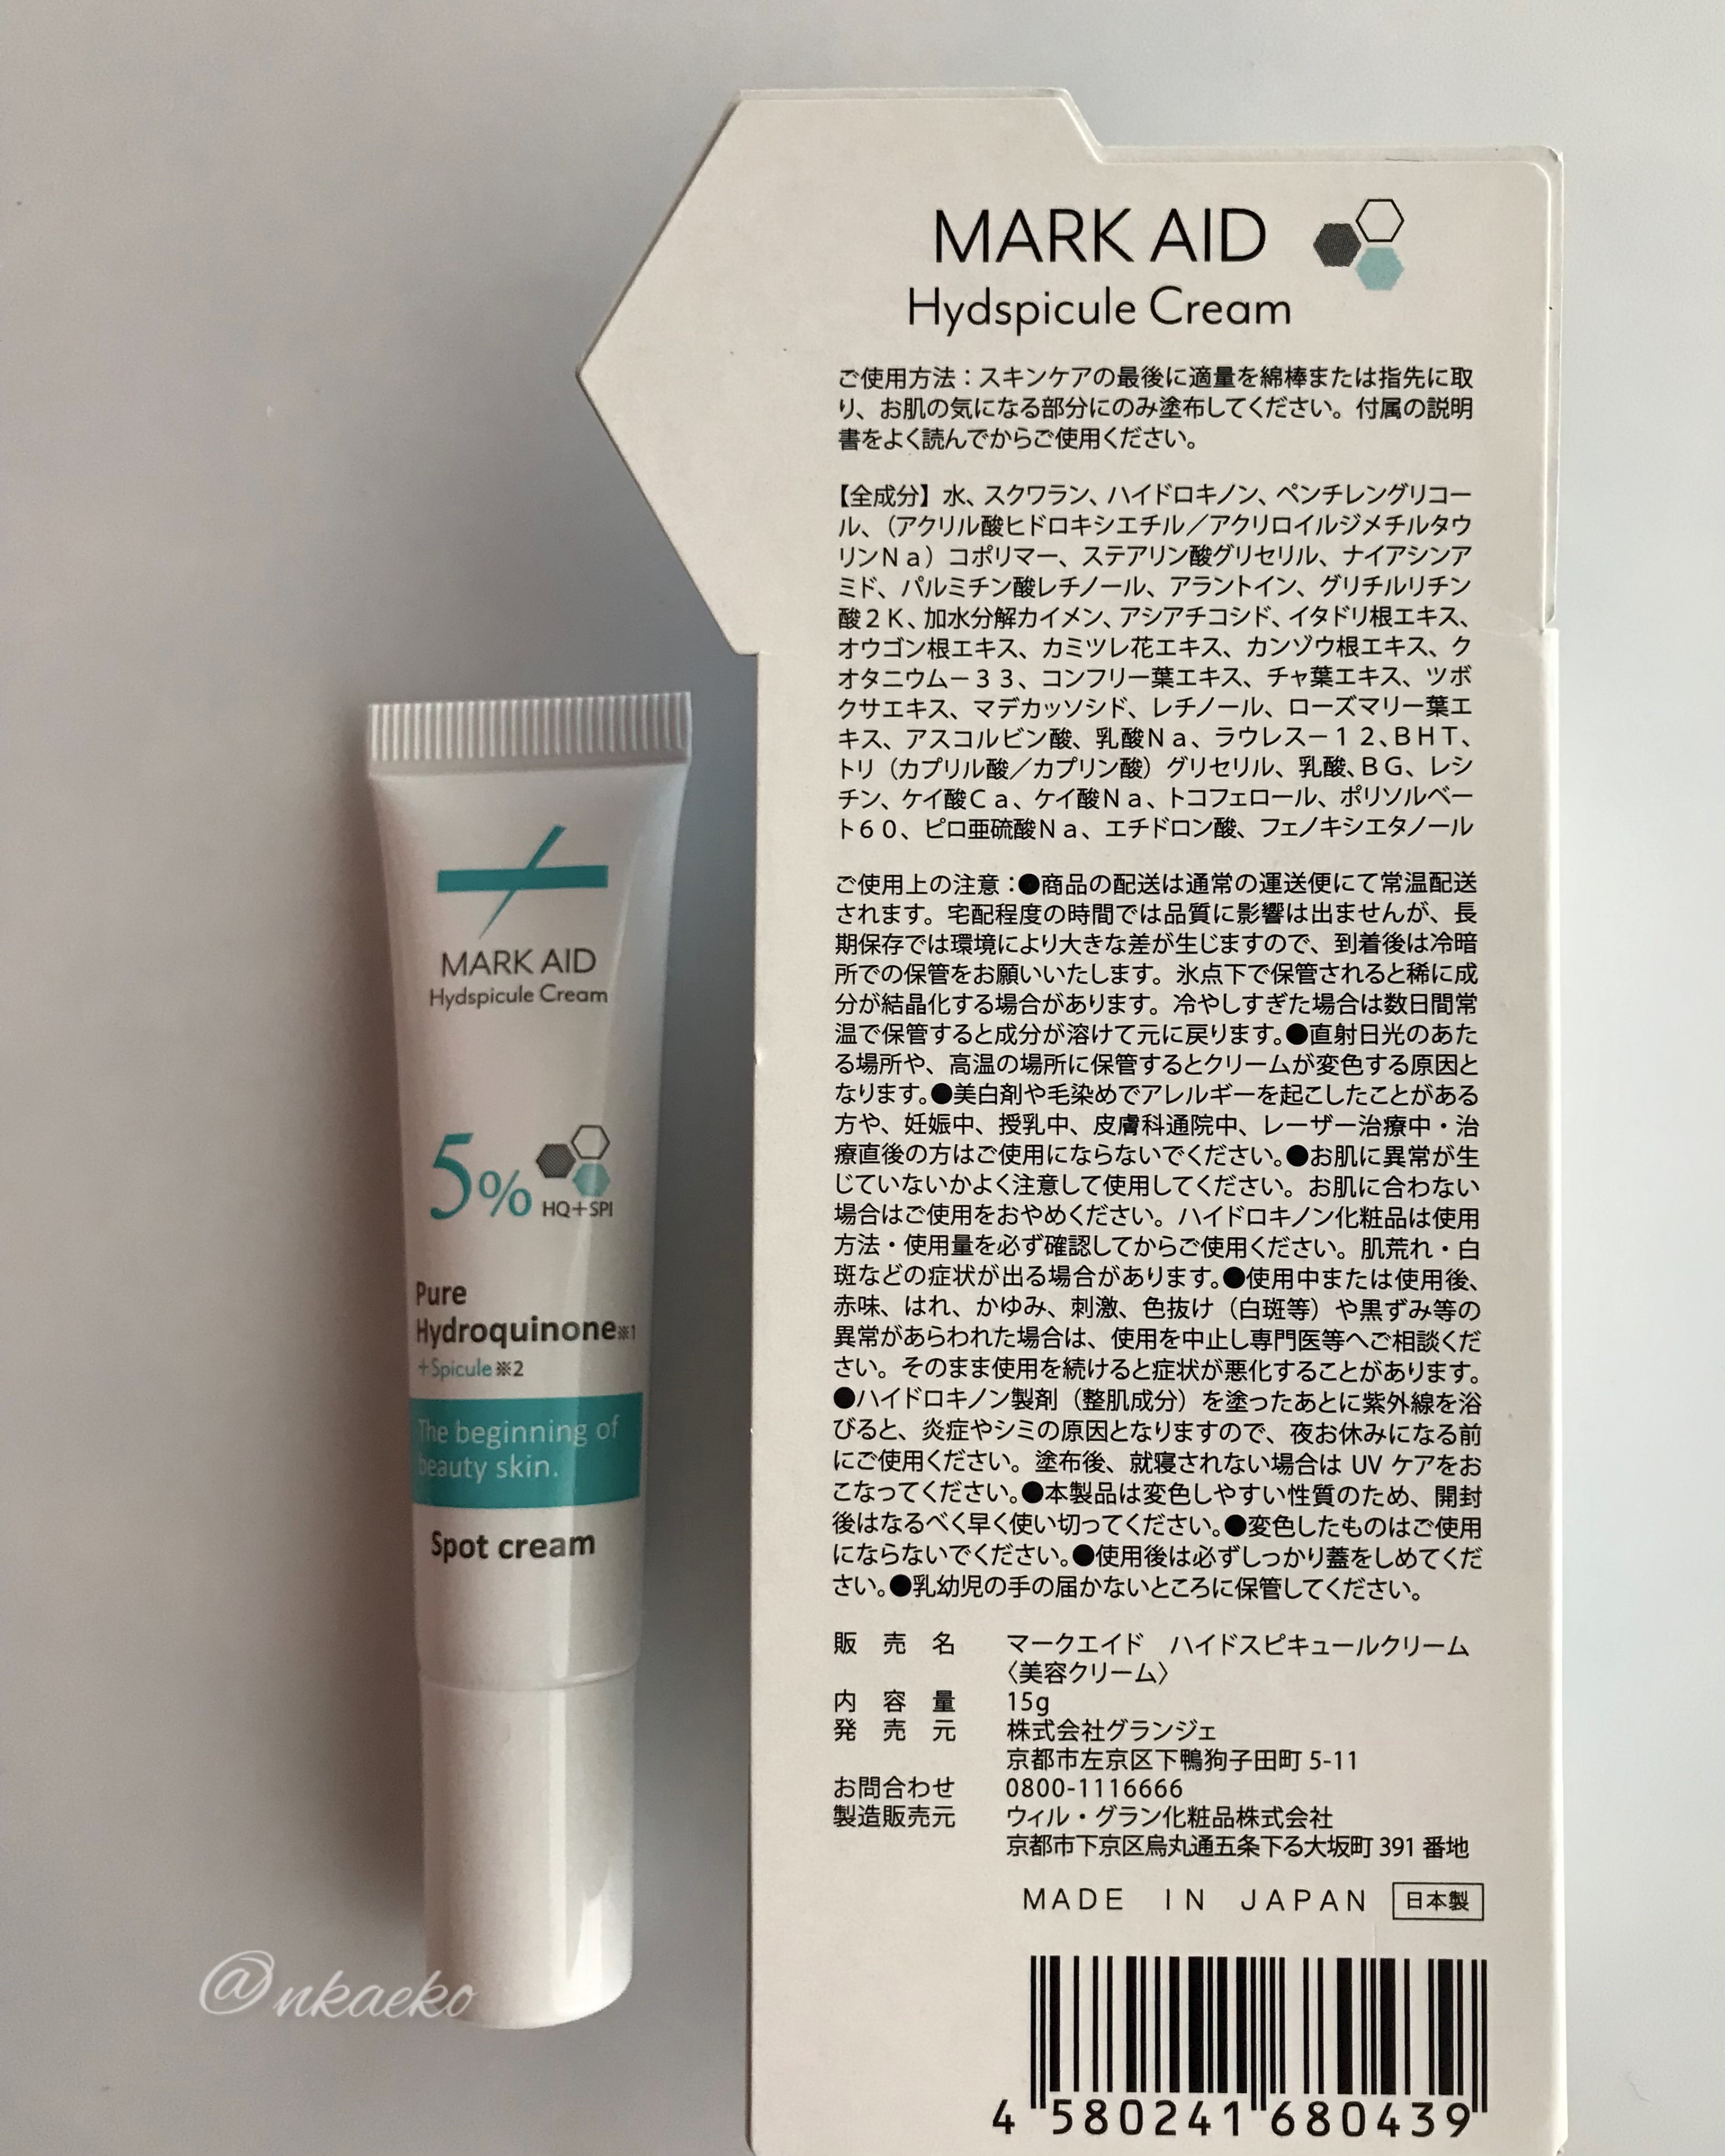 MARK AID
Hydspicule Cream
ご使用方法：スキンケアの最後に適量を綿棒または指先に取
り、お肌の気になる部分にのみ塗布してください。付属の説明
書をよく読んでからご使用ください。
【全成分】水、スクワラン、ハイドロキノン、ペンチレングリコー
ル、（アクリル酸ヒドロキシエチル／アクリロイルジメチルタウ
リンＮａ）コポリマー、ステアリン酸グリセリル、ナイアシンア
ミド、パルミチン酸レチノール、アラントイン、グリチルリチン
酸２Ｋ、加水分解カイメン、アシアチコシド、イタドリ根エキス、
オウゴン根エキス、カミツレ花エキス、カンゾウ根エキス、ク
オタニウム－３３、コンフリー葉エキス、チャ葉エキス、ツボ
クサエキス、マデカッソシド、レチノール、ローズマリー葉エ
キス、アスコルビン酸、乳酸Ｎａ、ラウレス－１２、ＢＨＴ、
トリ（カプリル酸／カプリン酸）グリセリル、乳酸、ＢＧ、レシ
チン、ケイ酸Ｃａ、ケイ酸Ｎａ、トコフェロール、ポリソルベー
ト６０、ピロ亜硫酸Ｎａ、エチドロン酸、フェノキシエタノール
ご使用上の注意：●商品の配送は通常の運送便にて常温配送
されます。宅配程度の時間では品質に影響は出ませんが、長
期保存では環境により大きな差が生じますので、到着後は冷暗
所での保管をお願いいたします。氷点下で保管されると稀に成
分が結晶化する場合があります。冷やしすぎた場合は数日間常
温で保管すると成分が溶けて元に戻ります。●直射日光のあた
る場所や、高温の場所に保管するとクリームが変色する原因と
なります。●美白剤や毛染めでアレルギーを起こしたことがある
方や、妊娠中、授乳中、皮膚科通院中、レーザー治療中・治
療直後の方はご使用にならないでください。●お肌に異常が生
じていないかよく注意して使用してください。お肌に合わない
場合はご使用をおやめください。ハイドロキノン化粧品は使用
方法・使用量を必ず確認してからご使用ください。肌荒れ・白
斑などの症状が出る場合があります。●使用中または使用後、
赤味、はれ、かゆみ、刺激、色抜け（白斑等）や黒ずみ等の
異常があらわれた場合は、使用を中止し専門医等へご相談くだ
さい。そのまま使用を続けると症状が悪化することがあります。
●ハイドロキノン製剤（整肌成分）を塗ったあとに紫外線を浴
びると、炎症やシミの原因となりますので、夜お休みになる前
にご使用ください。塗布後、就寝されない場合は UV ケアをお
こなってください。●本製品は変色しやすい性質のため、開封
後はなるべく早く使い切ってください。●変色したものはご使用
にならないでください。●使用後は必ずしっかり蓋をしめてくだ
さい。●乳幼児の手の届かないところに保管してください。
販売名 マークエイド ハイドスピキュールクリーム
〈美容クリーム〉
内容量 15g
発売元 株式会社グランジェ
京都市左京区下鴨狗子田町 5-11
お問合わせ 0800-1116666
製造販売元 ウィル・グラン化粧品株式会社
京都市下京区烏丸通五条下る大坂町 391 番地
MADE IN JAPAN 日本製
4 580241 680439
MARK AID
Hydspicule Cream
5% HQ+SPI
Pure
Hydroquinone※1
+Spicule※2
The beginning of
beauty skin.
Spot cream
@nkaeko